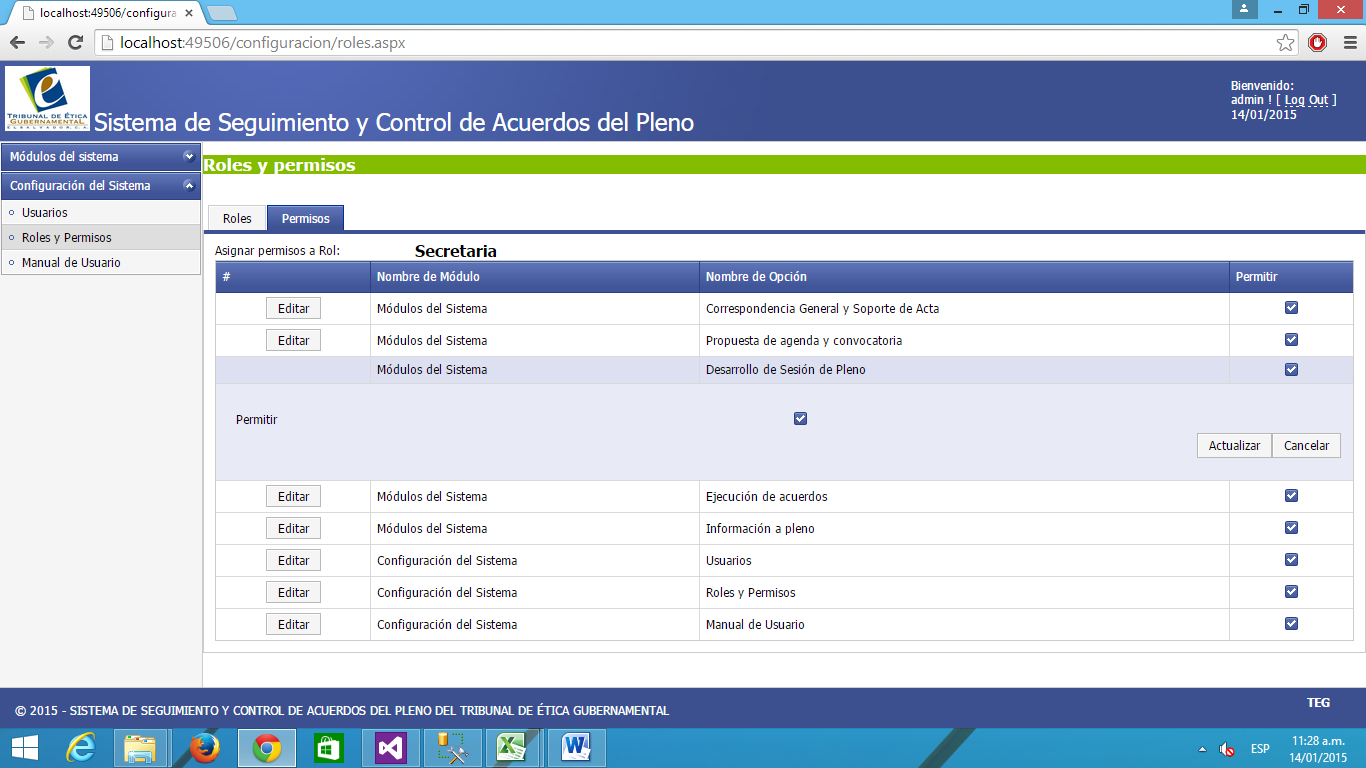 localhost:49506/configura
localhost:49506/configuracion/roles.aspx
TRIBUNAL DE ÉTICA
GUBERNAMENTAL
EL SALVADOR, C.A.
Sistema de Seguimiento y Control de Acuerdos del Pleno
Bienvenido:
admin ! [ Log Out ]
14/01/2015
Módulos del sistema
Configuración del Sistema
Usuarios
Roles y Permisos
Manual de Usuario
Roles y permisos
Roles Permisos
Asignar permisos a Rol: Secretaria
# Nombre de Módulo Nombre de Opción Permitir
Editar Módulos del Sistema Correspondencia General y Soporte de Acta
Editar Módulos del Sistema Propuesta de agenda y convocatoria
Módulos del Sistema Desarrollo de Sesión de Pleno
Permitir
Actualizar Cancelar
Editar Módulos del Sistema Ejecución de acuerdos
Editar Módulos del Sistema Información a pleno
Editar Configuración del Sistema Usuarios
Editar Configuración del Sistema Roles y Permisos
Editar Configuración del Sistema Manual de Usuario
© 2015 - SISTEMA DE SEGUIMIENTO Y CONTROL DE ACUERDOS DEL PLENO DEL TRIBUNAL DE ÉTICA GUBERNAMENTAL
TEG
ESP
11:28 a.m.
14/01/2015